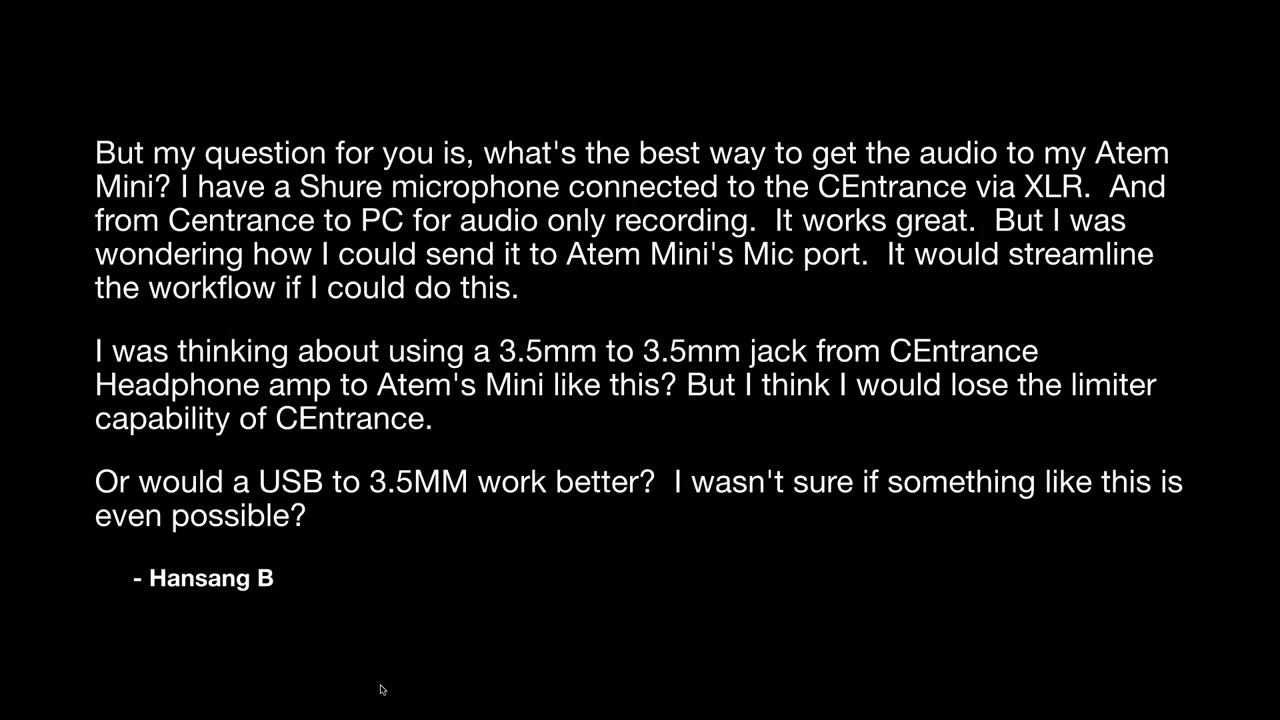 But my question for you is, what's the best way to get the audio to my Atem
Mini? I have a Shure microphone connected to the CEntrance via XLR.  And
from Centrance to PC for audio only recording.  It works great.  But I was
wondering how I could send it to Atem Mini's Mic port.  It would streamline
the workflow if I could do this.
I was thinking about using a 3.5mm to 3.5mm jack from CEntrance
Headphone amp to Atem's Mini like this? But I think I would lose the limiter
capability of CEntrance.
Or would a USB to 3.5MM work better?  I wasn't sure if something like this is
even possible?
- Hansang B